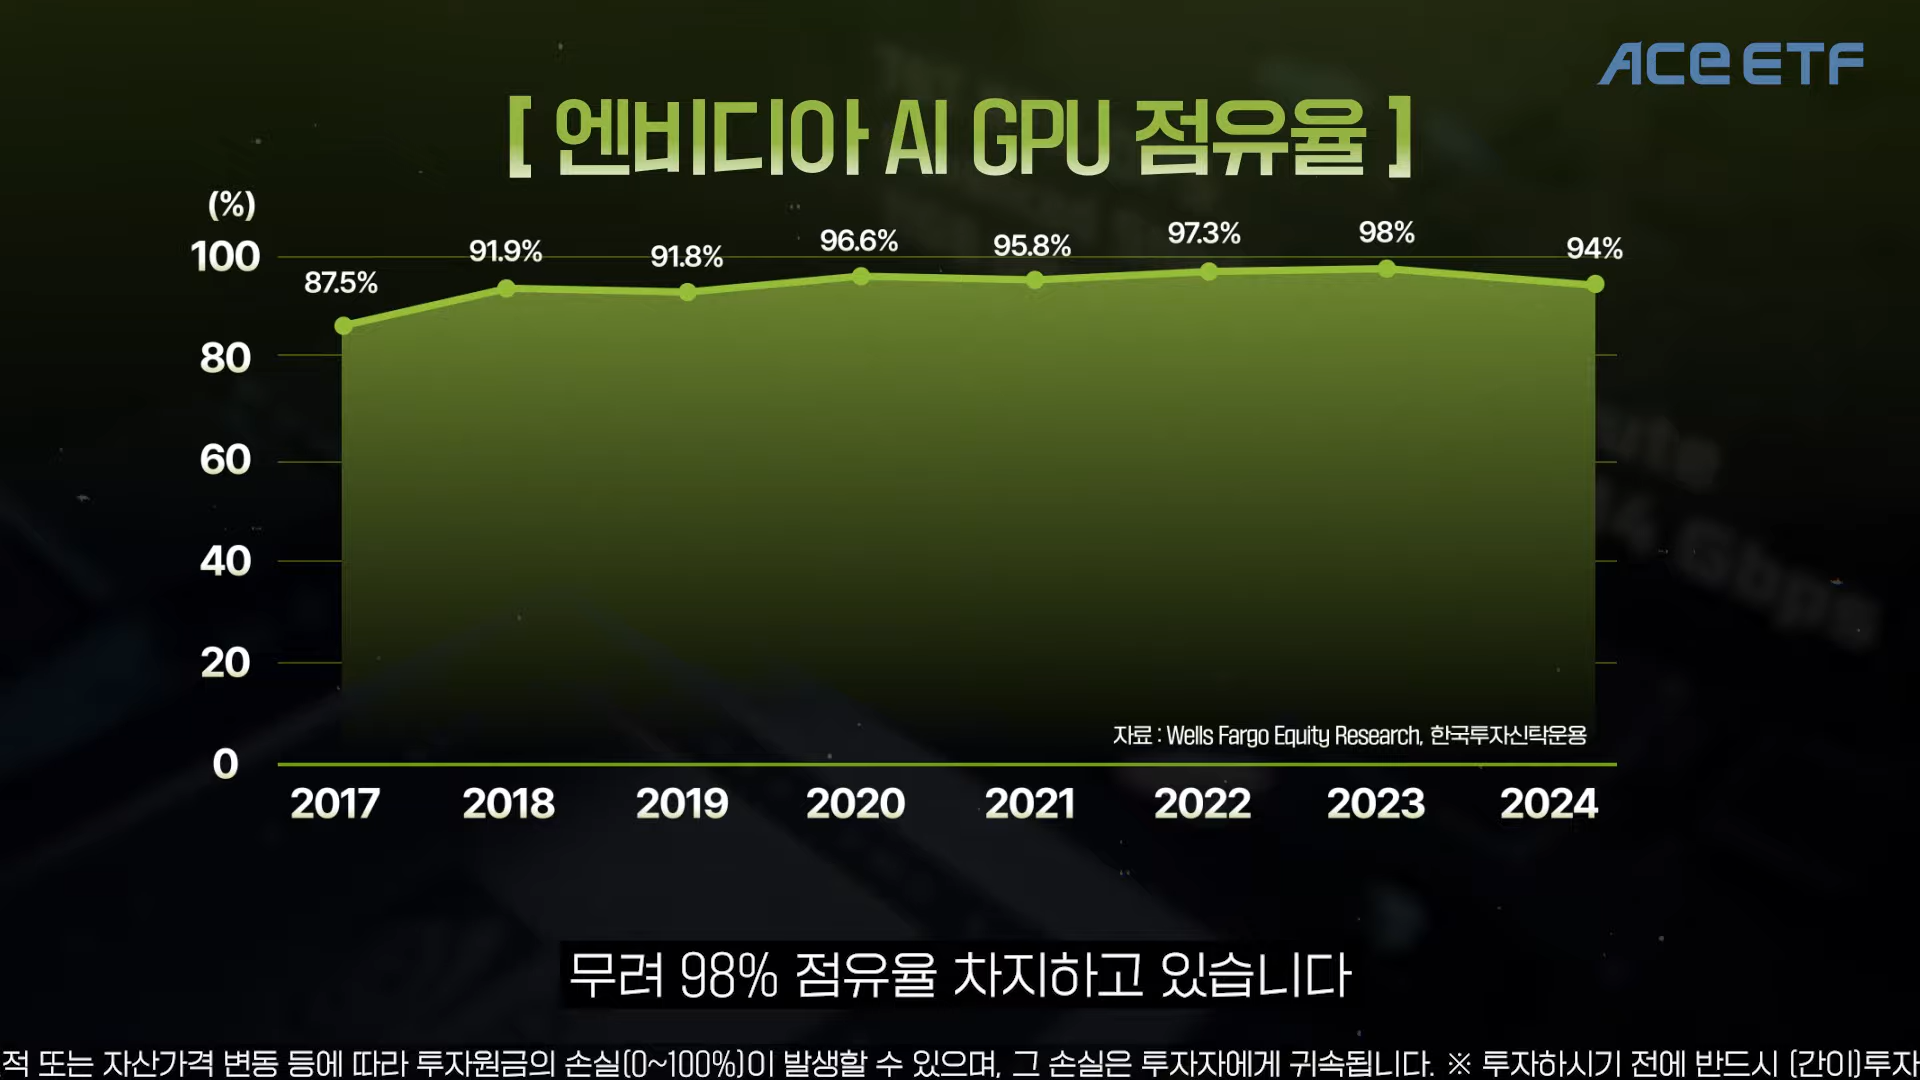 ACE ETF
[ 엔비디아 AI GPU 점유율 ]
(%)
100
80
60
40
20
0
87.5%
91.9%
91.8%
96.6%
95.8%
97.3%
98%
94%
자료 : Wells Fargo Equity Research, 한국투자신탁운용
2017 2018 2019 2020 2021 2022 2023 2024
무려 98% 점유율 차지하고 있습니다
적 또는 자산가격 변동 등에 따라 투자원금의 손실(0~100%)이 발생할 수 있으며, 그 손실은 투자자에게 귀속됩니다. ※ 투자하시기 전에 반드시 (간이)투자